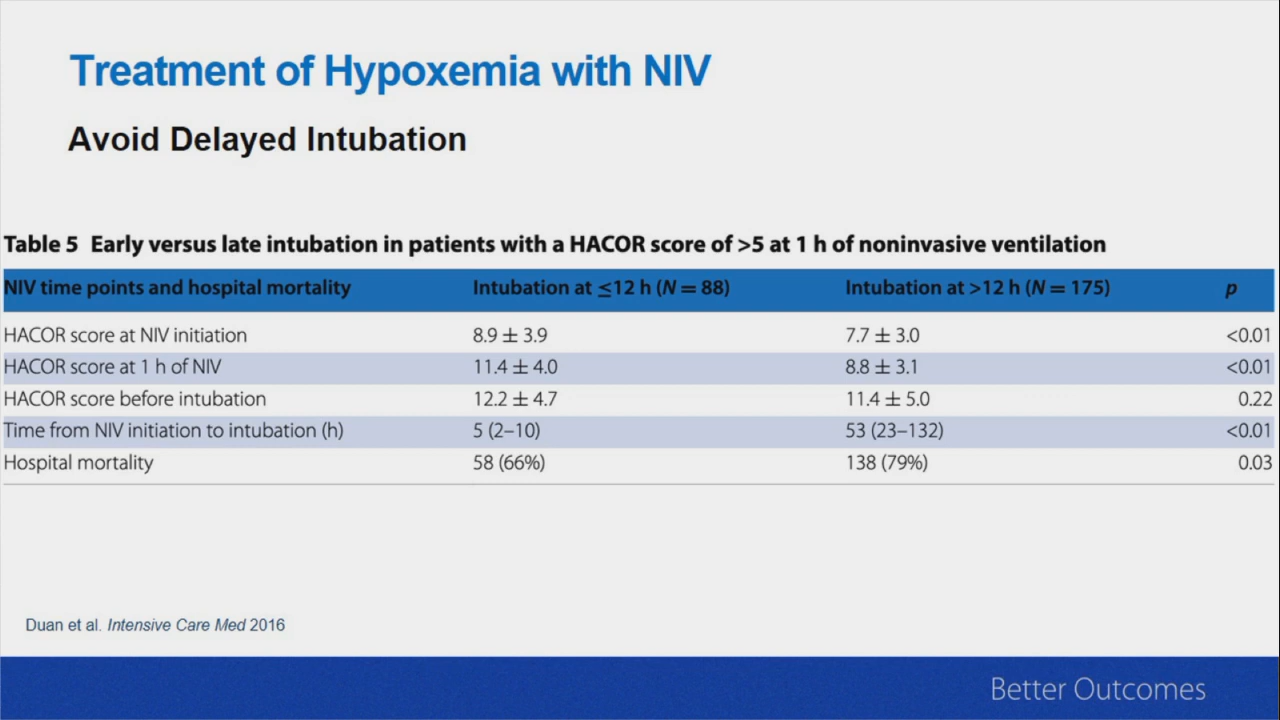 Treatment of Hypoxemia with NIV
Avoid Delayed Intubation
Table 5 Early versus late intubation in patients with a HACOR score of >5 at 1 h of noninvasive ventilation
NIV time points and hospital mortality Intubation at ≤12 h (N = 88) Intubation at >12 h (N = 175) p
HACOR score at NIV initiation 8.9 ± 3.9 7.7 ± 3.0 <0.01
HACOR score at 1 h of NIV 11.4 ± 4.0 8.8 ± 3.1 <0.01
HACOR score before intubation 12.2 ± 4.7 11.4 ± 5.0 0.22
Time from NIV initiation to intubation (h) 5 (2–10) 53 (23–132) <0.01
Hospital mortality 58 (66%) 138 (79%) 0.03
Duan et al. Intensive Care Med 2016
Better Outcomes